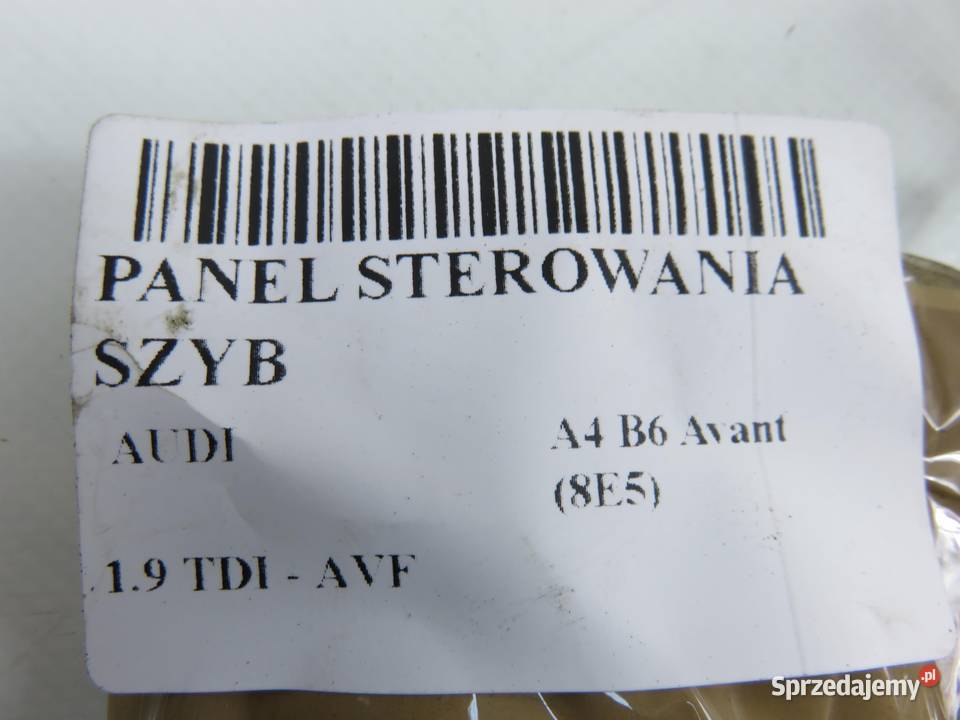 PANEL STEROWANIA
SZYB
AUDI
A4 B6 Avant
(8E5)
1.9 TDI - AVF
Sprzedajemy.pl